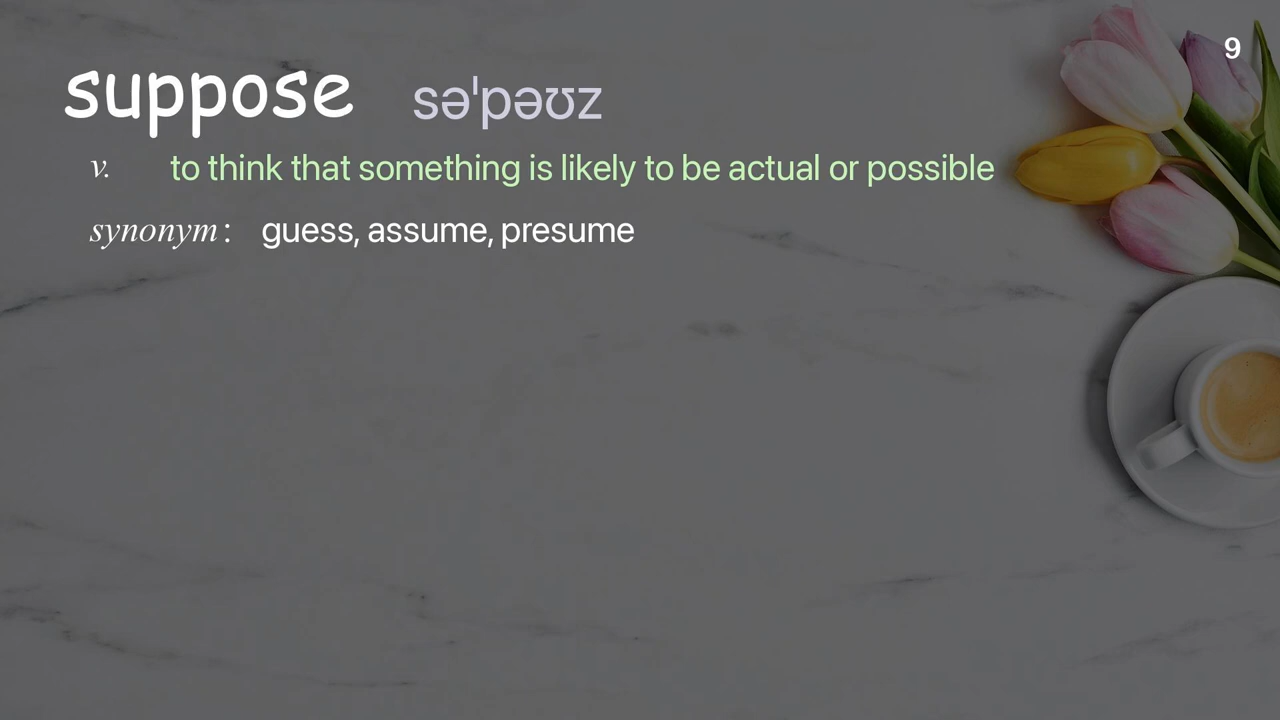 9
suppose səˈpəʊz
v. to think that something is likely to be actual or possible
synonym: guess, assume, presume